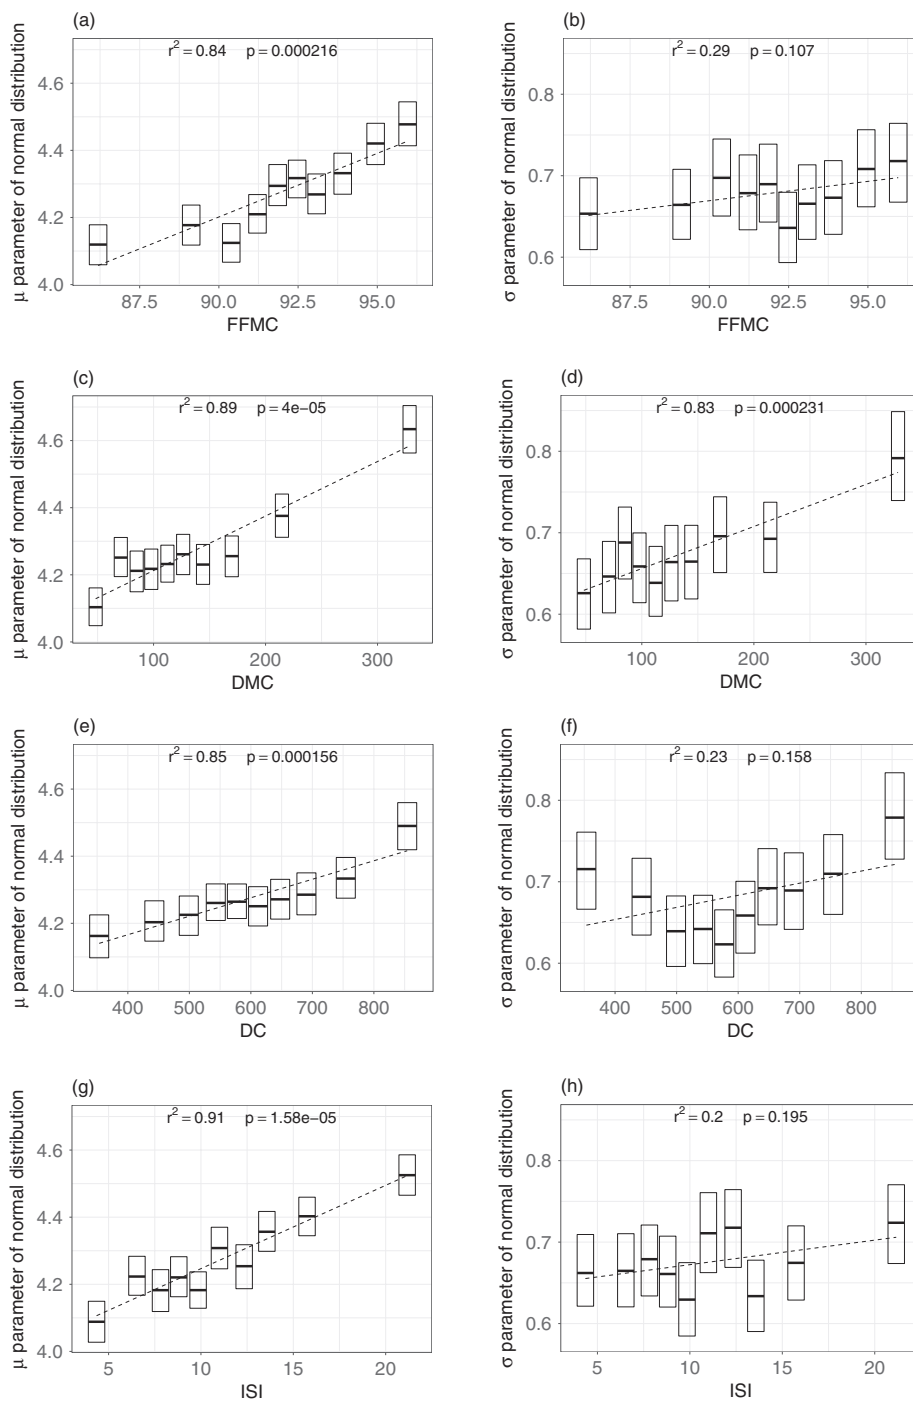 (a)
r² = 0.84 p = 0.000216
μ parameter of normal distribution
4.6
4.4
4.2
4.0
87.5 90.0 92.5 95.0
FFMC
(b)
r² = 0.29 p = 0.107
σ parameter of normal distribution
0.8
0.7
0.6
87.5 90.0 92.5 95.0
FFMC
(c)
r² = 0.89 p = 4e−05
μ parameter of normal distribution
4.6
4.4
4.2
4.0
100 200 300
DMC
(d)
r² = 0.83 p = 0.000231
σ parameter of normal distribution
0.8
0.7
0.6
100 200 300
DMC
(e)
r² = 0.85 p = 0.000156
μ parameter of normal distribution
4.6
4.4
4.2
4.0
400 500 600 700 800
DC
(f)
r² = 0.23 p = 0.158
σ parameter of normal distribution
0.8
0.7
0.6
400 500 600 700 800
DC
(g)
r² = 0.91 p = 1.58e−05
μ parameter of normal distribution
4.6
4.4
4.2
4.0
5 10 15 20
ISI
(h)
r² = 0.2 p = 0.195
σ parameter of normal distribution
0.8
0.7
0.6
5 10 15 20
ISI